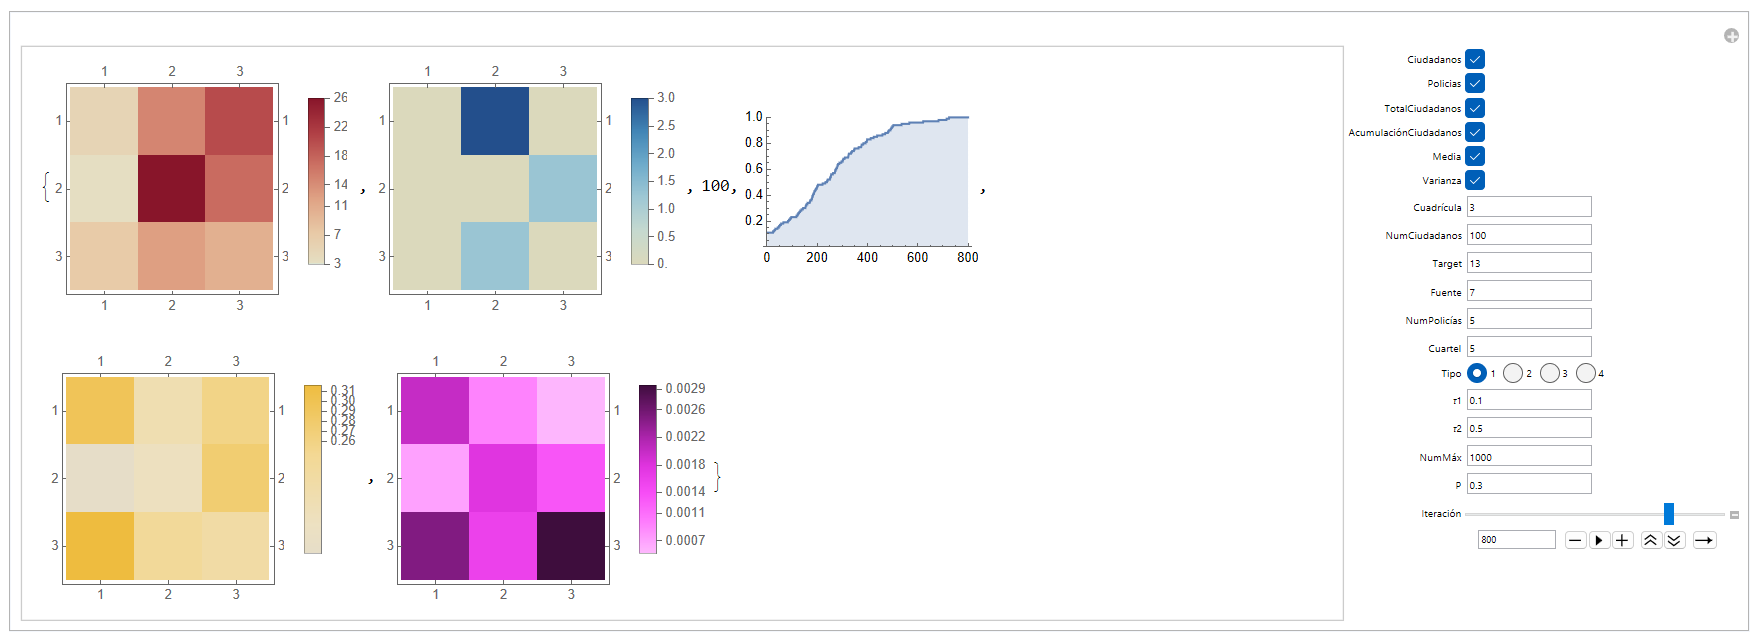 1 2 3
1 1
2 2
3 3
1 2 3
26
22
18
14
11
7
3
{ ,
1 2 3
1 1
2 2
3 3
1 2 3
3.0
2.5
2.0
1.5
1.0
0.5
0.
, 100,
1.0
0.8
0.6
0.4
0.2
0 200 400 600 800
,
1 2 3
1 1
2 2
3 3
1 2 3
0.31
0.30
0.29
0.28
0.27
0.26
,
1 2 3
1 1
2 2
3 3
1 2 3
0.0029
0.0026
0.0022
0.0018
0.0014
0.0011
0.0007
}
Ciudadanos
Policias
TotalCiudadanos
AcumulaciónCiudadanos
Media
Varianza
Cuadrícula 3
NumCiudadanos 100
Target 13
Fuente 7
NumPolicías 5
Cuartel 5
Tipo 1 2 3 4
τ1 0.1
τ2 0.5
NumMáx 1000
P 0.3
Iteración
800